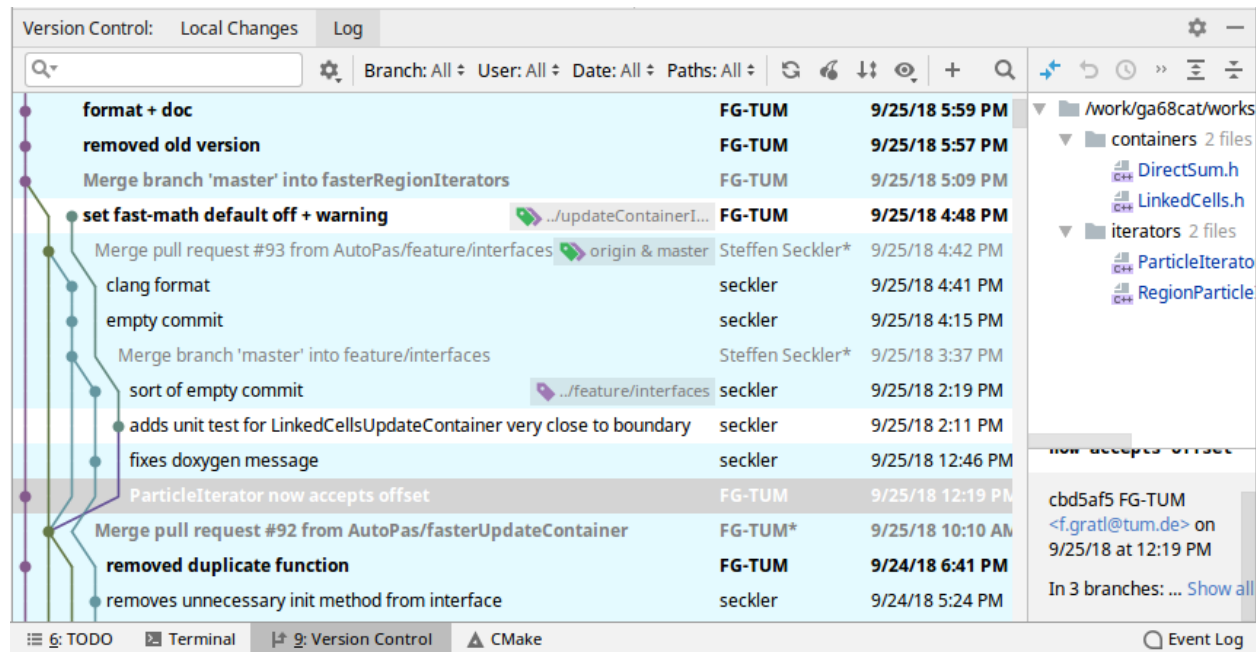 Version Control: Local Changes Log
Branch: All User: All Date: All Paths: All
format + doc FG-TUM 9/25/18 5:59 PM
removed old version FG-TUM 9/25/18 5:57 PM
Merge branch 'master' into fasterRegionIterators FG-TUM 9/25/18 5:09 PM
set fast-math default off + warning ../updateContainerI... FG-TUM 9/25/18 4:48 PM
Merge pull request #93 from AutoPas/feature/interfaces origin & master Steffen Seckler* 9/25/18 4:42 PM
clang format seckler 9/25/18 4:41 PM
empty commit seckler 9/25/18 4:15 PM
Merge branch 'master' into feature/interfaces Steffen Seckler* 9/25/18 3:37 PM
sort of empty commit ../feature/interfaces seckler 9/25/18 2:19 PM
adds unit test for LinkedCellsUpdateContainer very close to boundary seckler 9/25/18 2:11 PM
fixes doxygen message seckler 9/25/18 12:46 PM
ParticleIterator now accepts offset FG-TUM 9/25/18 12:19 PM
Merge pull request #92 from AutoPas/fasterUpdateContainer FG-TUM* 9/25/18 10:10 AM
removed duplicate function FG-TUM 9/24/18 6:41 PM
removes unnecessary init method from interface seckler 9/24/18 5:24 PM
/work/ga68cat/works
containers 2 files
C++ DirectSum.h
C++ LinkedCells.h
iterators 2 files
C++ ParticleIterato
C++ RegionParticle
now accepts offset
cbd5af5 FG-TUM
<f.gratl@tum.de> on
9/25/18 at 12:19 PM
In 3 branches: ... Show all
6: TODO Terminal 9: Version Control CMake Event Log